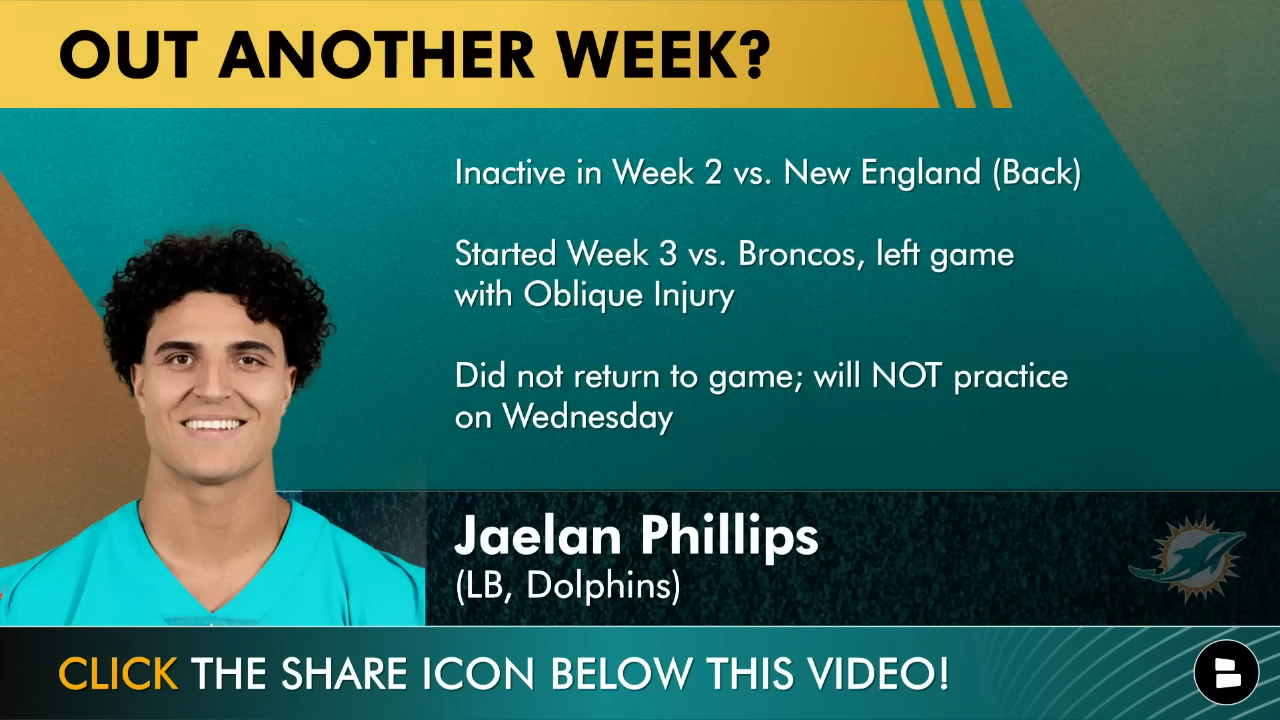 OUT ANOTHER WEEK?
Inactive in Week 2 vs. New England (Back)
Started Week 3 vs. Broncos, left game
with Oblique Injury
Did not return to game; will NOT practice
on Wednesday
Jaelan Phillips
(LB, Dolphins)
CLICK THE SHARE ICON BELOW THIS VIDEO!